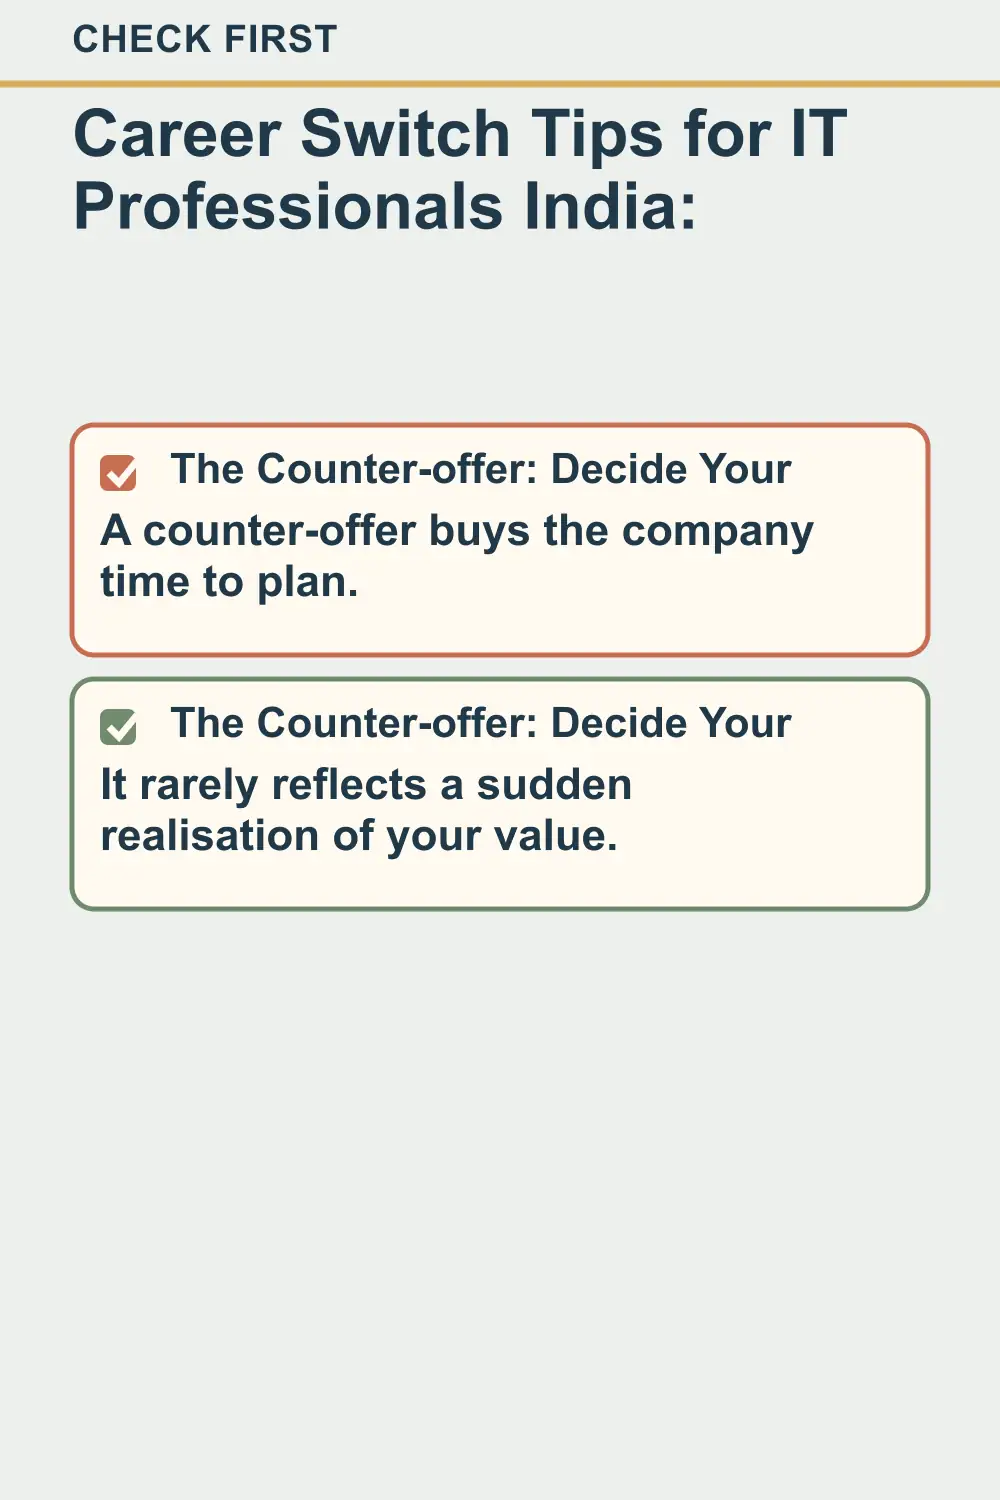 CHECK FIRST
Career Switch Tips for IT
Professionals India:
The Counter-offer: Decide Your
A counter-offer buys the company
time to plan.
The Counter-offer: Decide Your
It rarely reflects a sudden
realisation of your value.